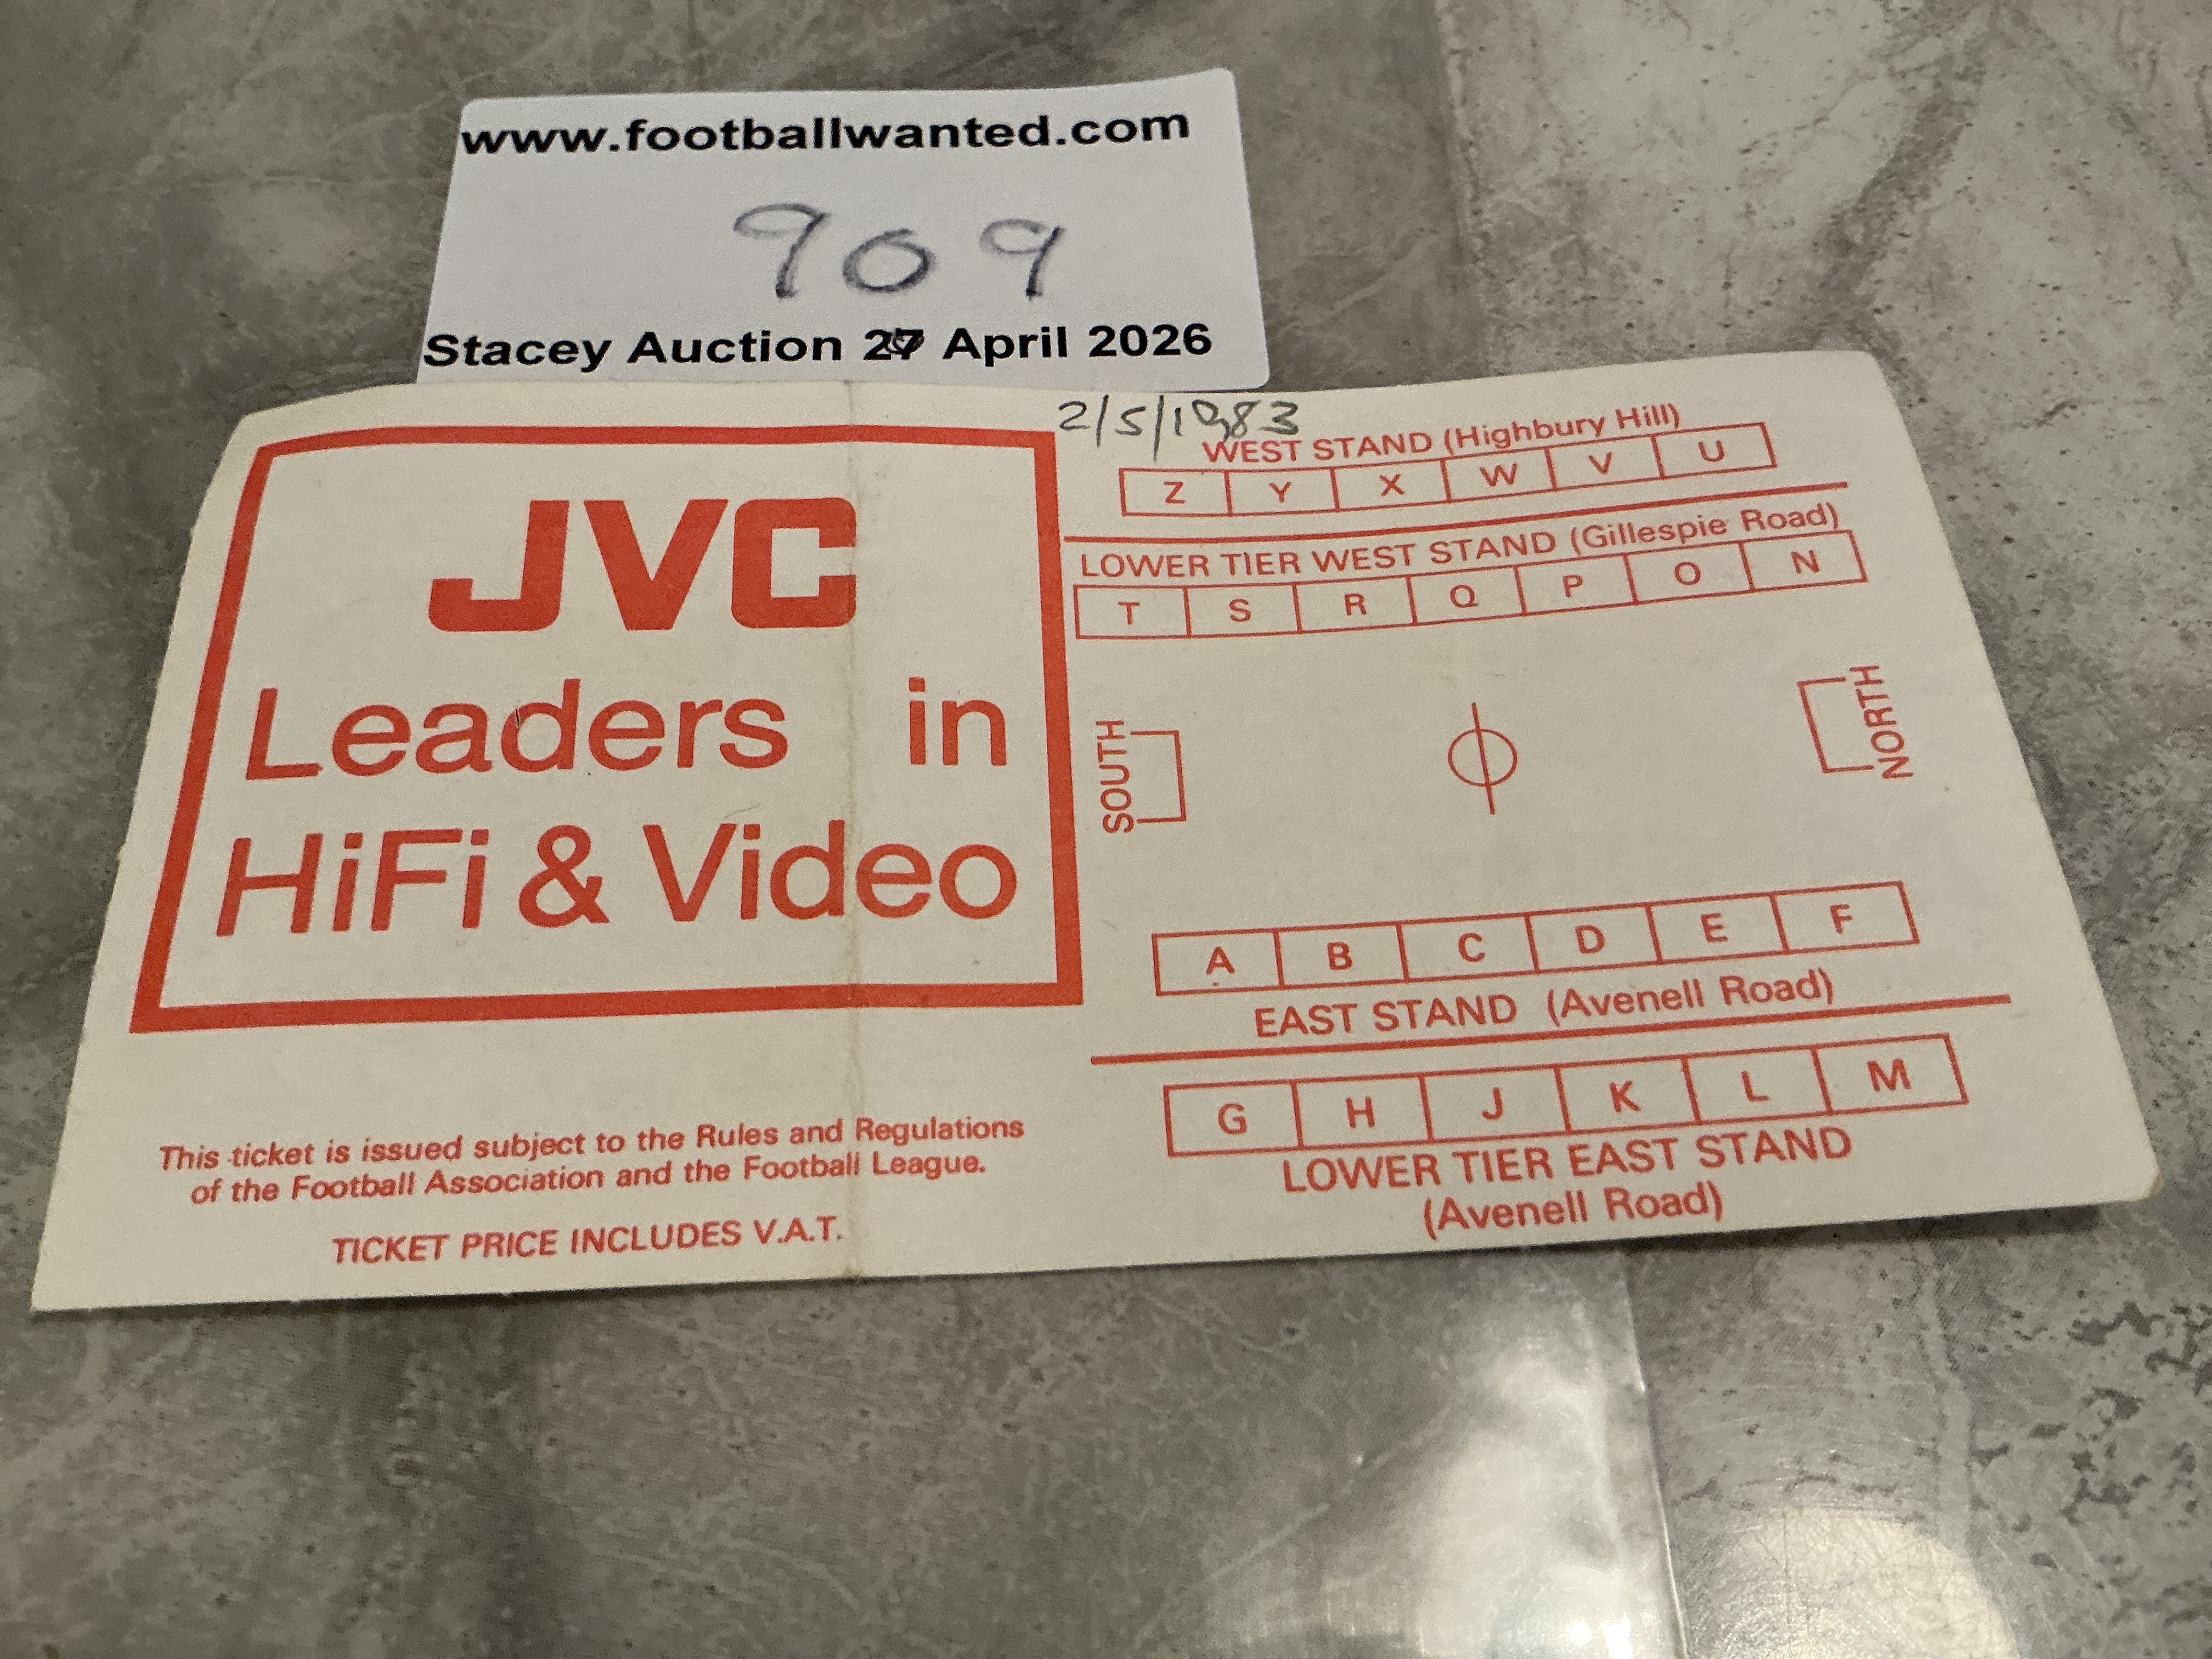 www.footballwanted.com
909
Stacey Auction April 2026
2/5/1983
JVC
Leaders in
HiFi & Video
This ticket is issued subject to the Rules and Regulations
of the Football Association and the Football League.
TICKET PRICE INCLUDES V.A.T.
WEST STAND (Highbury Hill)
Z Y X W V U
LOWER TIER WEST STAND (Gillespie Road)
T S R Q P O N
SOUTH
NORTH
A B C D E F
EAST STAND (Avenell Road)
G H J K L M
LOWER TIER EAST STAND
(Avenell Road)